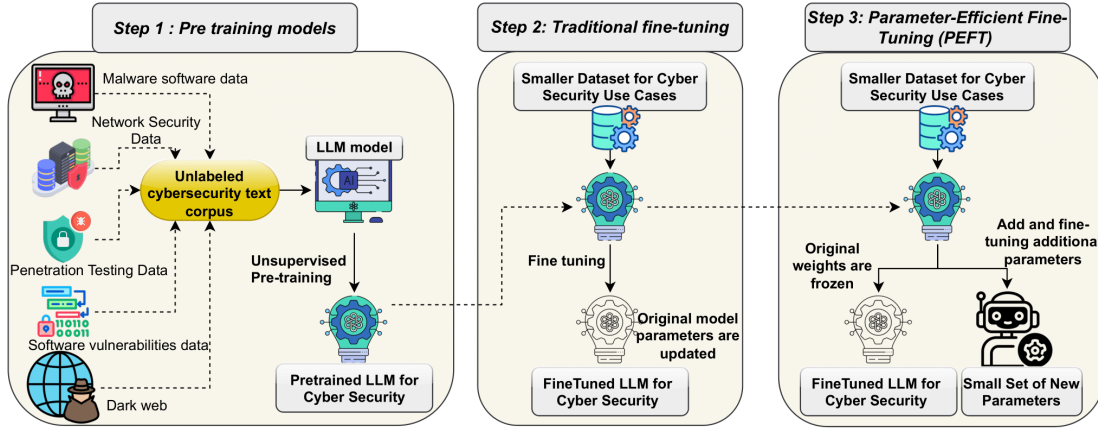 Step 1 : Pre training models
Malware software data
Network Security
Data
Unlabeled
cybersecurity text
corpus
Penetration Testing Data
010110
00011
Software vulnerabilities data
Dark web
LLM model
AI
Unsupervised
Pre-training
Pretrained LLM for
Cyber Security
Step 2: Traditional fine-tuning
Smaller Dataset for Cyber
Security Use Cases
Fine tuning
Original model
parameters are
updated
FineTuned LLM for
Cyber Security
Step 3: Parameter-Efficient Fine-
Tuning (PEFT)
Smaller Dataset for Cyber
Security Use Cases
Original
weights are
frozen
Add and fine-
tuning additiona
parameters
FineTuned LLM for
Cyber Security
Small Set of New
Parameters